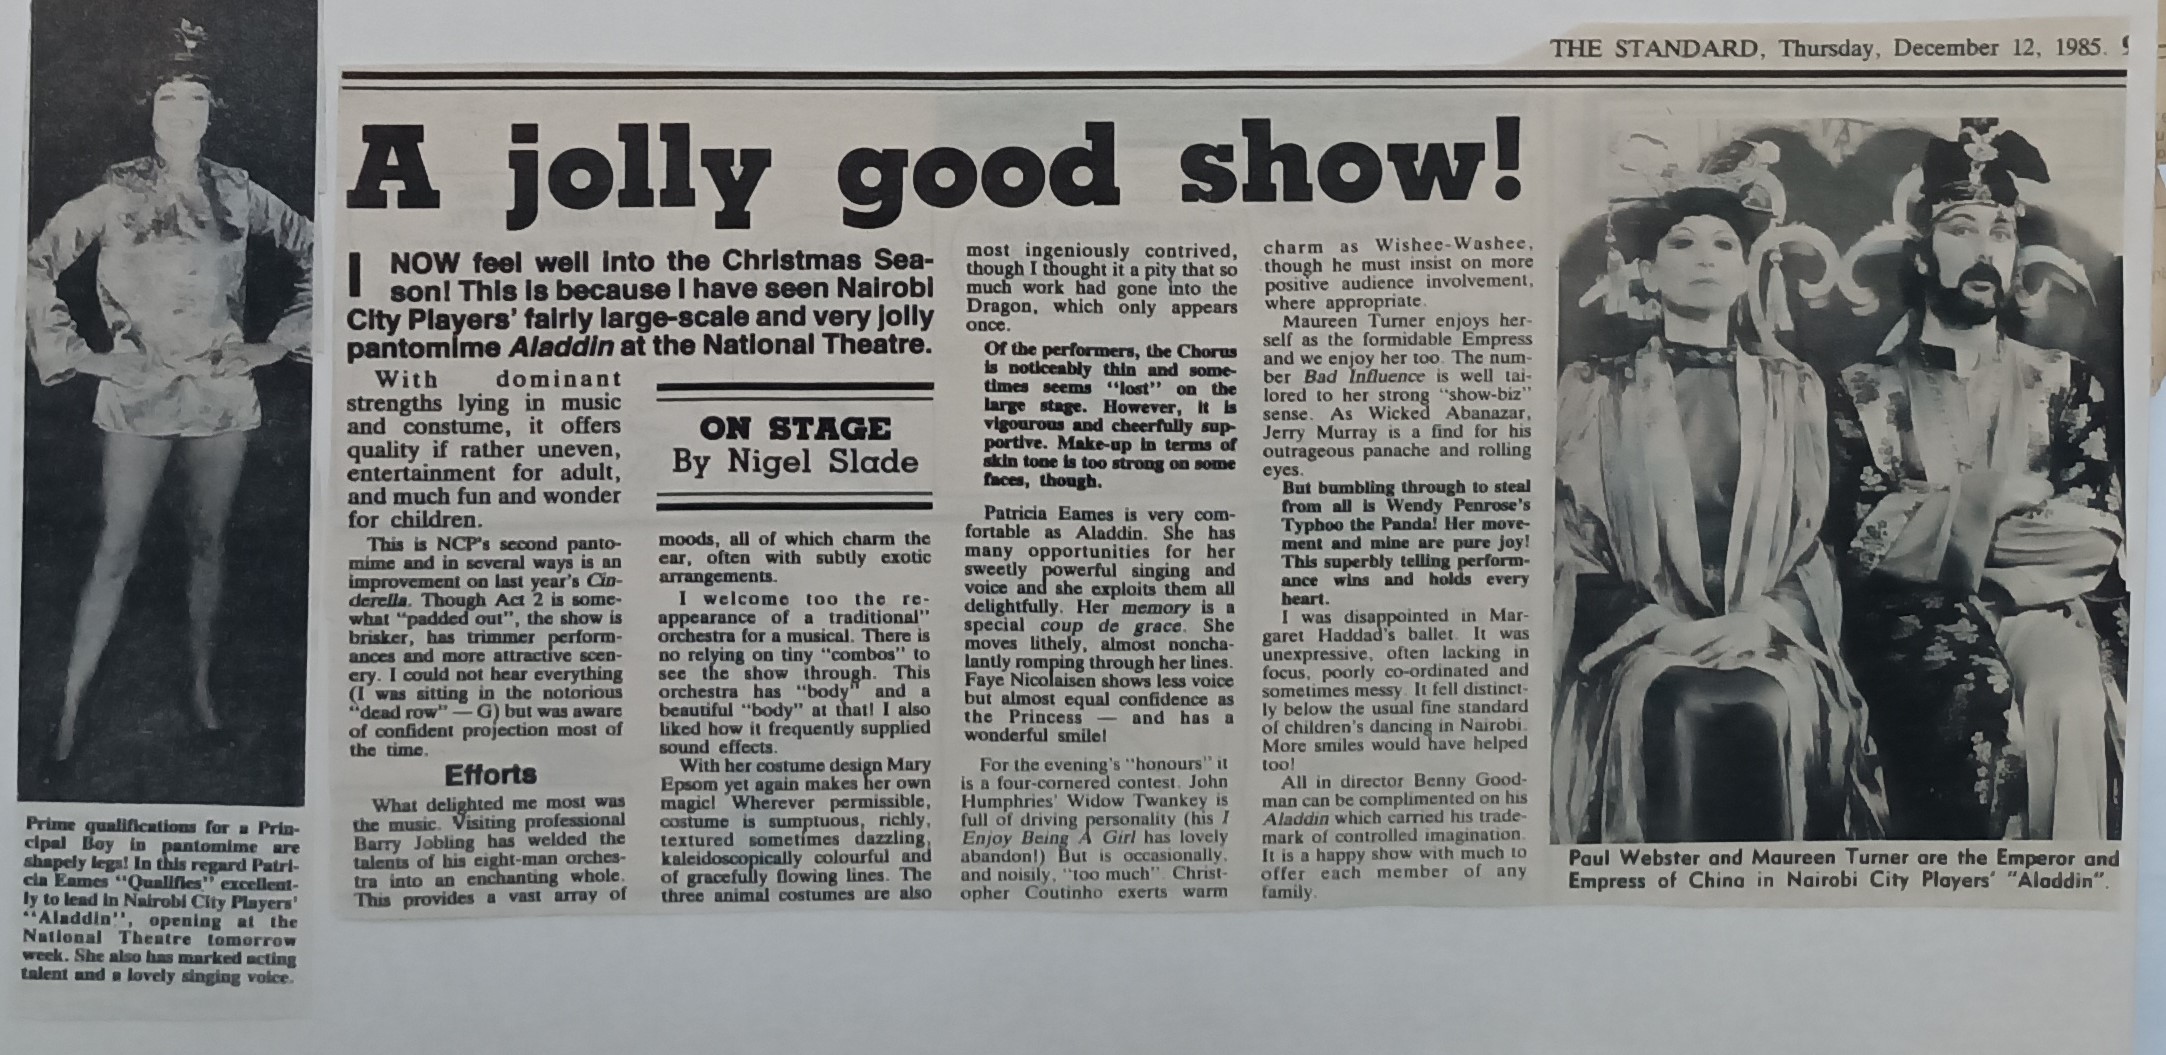 THE STANDARD, Thursday, December 12, 1985.
A jolly good show!
I NOW feel well into the Christmas Sea-
son! This is because I have seen Nairobi
City Players' fairly large-scale and very jolly
pantomime Aladdin at the National Theatre.
ON STAGE
By Nigel Slade
With dominant
strengths lying in music
and constume, it offers
quality if rather uneven,
entertainment for adult,
and much fun and wonder
for children.
This is NCP's second panto-
mime and in several ways is an
improvement on last year's Cin-
derella. Though Act 2 is some-
what "padded out", the show is
brisker, has trimmer perform-
ances and more attractive scen-
ery. I could not hear everything
(I was sitting in the notorious
"dead row" — G) but was aware
of confident projection most of
the time.
Efforts
What delighted me most was
the music. Visiting professional
Barry Jobling has welded the
talents of his eight-man orches-
tra into an enchanting whole.
This provides a vast array of
moods, all of which charm the
ear, often with subtly exotic
arrangements.
I welcome too the re-
appearance of a traditional"
orchestra for a musical. There is
no relying on tiny "combos" to
see the show through. This
orchestra has "body" and a
beautiful "body" at that! I also
liked how it frequently supplied
sound effects.
With her costume design Mary
Epsom yet again makes her own
magic! Wherever permissible,
costume is sumptuous, richly,
textured sometimes dazzling,
kaleidoscopically colourful and
of gracefully flowing lines. The
three animal costumes are also
most ingeniously contrived,
though I thought it a pity that so
much work had gone into the
Dragon, which only appears
once.
Of the performers, the Chorus
is noticeably thin and some-
times seems "lost" on the
large stage. However, it is
vigourous and cheerfully sup-
portive. Make-up in terms of
skin tone is too strong on some
faces, though.
Patricia Eames is very com-
fortable as Aladdin. She has
many opportunities for her
sweetly powerful singing and
voice and she exploits them all
delightfully. Her memory is a
special coup de grace. She
moves lithely, almost noncha-
lantly romping through her lines.
Faye Nicolaisen shows less voice
but almost equal confidence as
the Princess — and has a
wonderful smile!
For the evening's "honours" it
is a four-cornered contest. John
Humphries' Widow Twankey is
full of driving personality (his I
Enjoy Being A Girl has lovely
abandon!) But is occasionally,
and noisily, "too much". Christ-
opher Coutinho exerts warm
charm as Wishee-Washee,
though he must insist on more
positive audience involvement,
where appropriate.
Maureen Turner enjoys her-
self as the formidable Empress
and we enjoy her too. The num-
ber Bad Influence is well tai-
lored to her strong "show-biz"
sense. As Wicked Abanazar,
Jerry Murray is a find for his
outrageous panache and rolling
eyes.
But bumbling through to steal
from all is Wendy Penrose's
Typhoo the Panda! Her move-
ment and mine are pure joy!
This superbly telling perform-
ance wins and holds every
heart.
I was disappointed in Mar-
garet Haddad's ballet. It was
unexpressive, often lacking in
focus, poorly co-ordinated and
sometimes messy. It fell distinct-
ly below the usual fine standard
of children's dancing in Nairobi.
More smiles would have helped
too!
All in director Benny Good-
man can be complimented on his
Aladdin which carried his trade-
mark of controlled imagination.
It is a happy show with much to
offer each member of any
family.
Prime qualifications for a Prin-
cipal Boy in pantomime are
shapely legs! In this regard Patri-
cia Eames "Qualifies" excellent-
ly to lead in Nairobi City Players'
"Aladdin", opening at the
National Theatre tomorrow
week. She also has marked acting
talent and a lovely singing voice.
Paul Webster and Maureen Turner are the Emperor and
Empress of China in Nairobi City Players' "Aladdin".